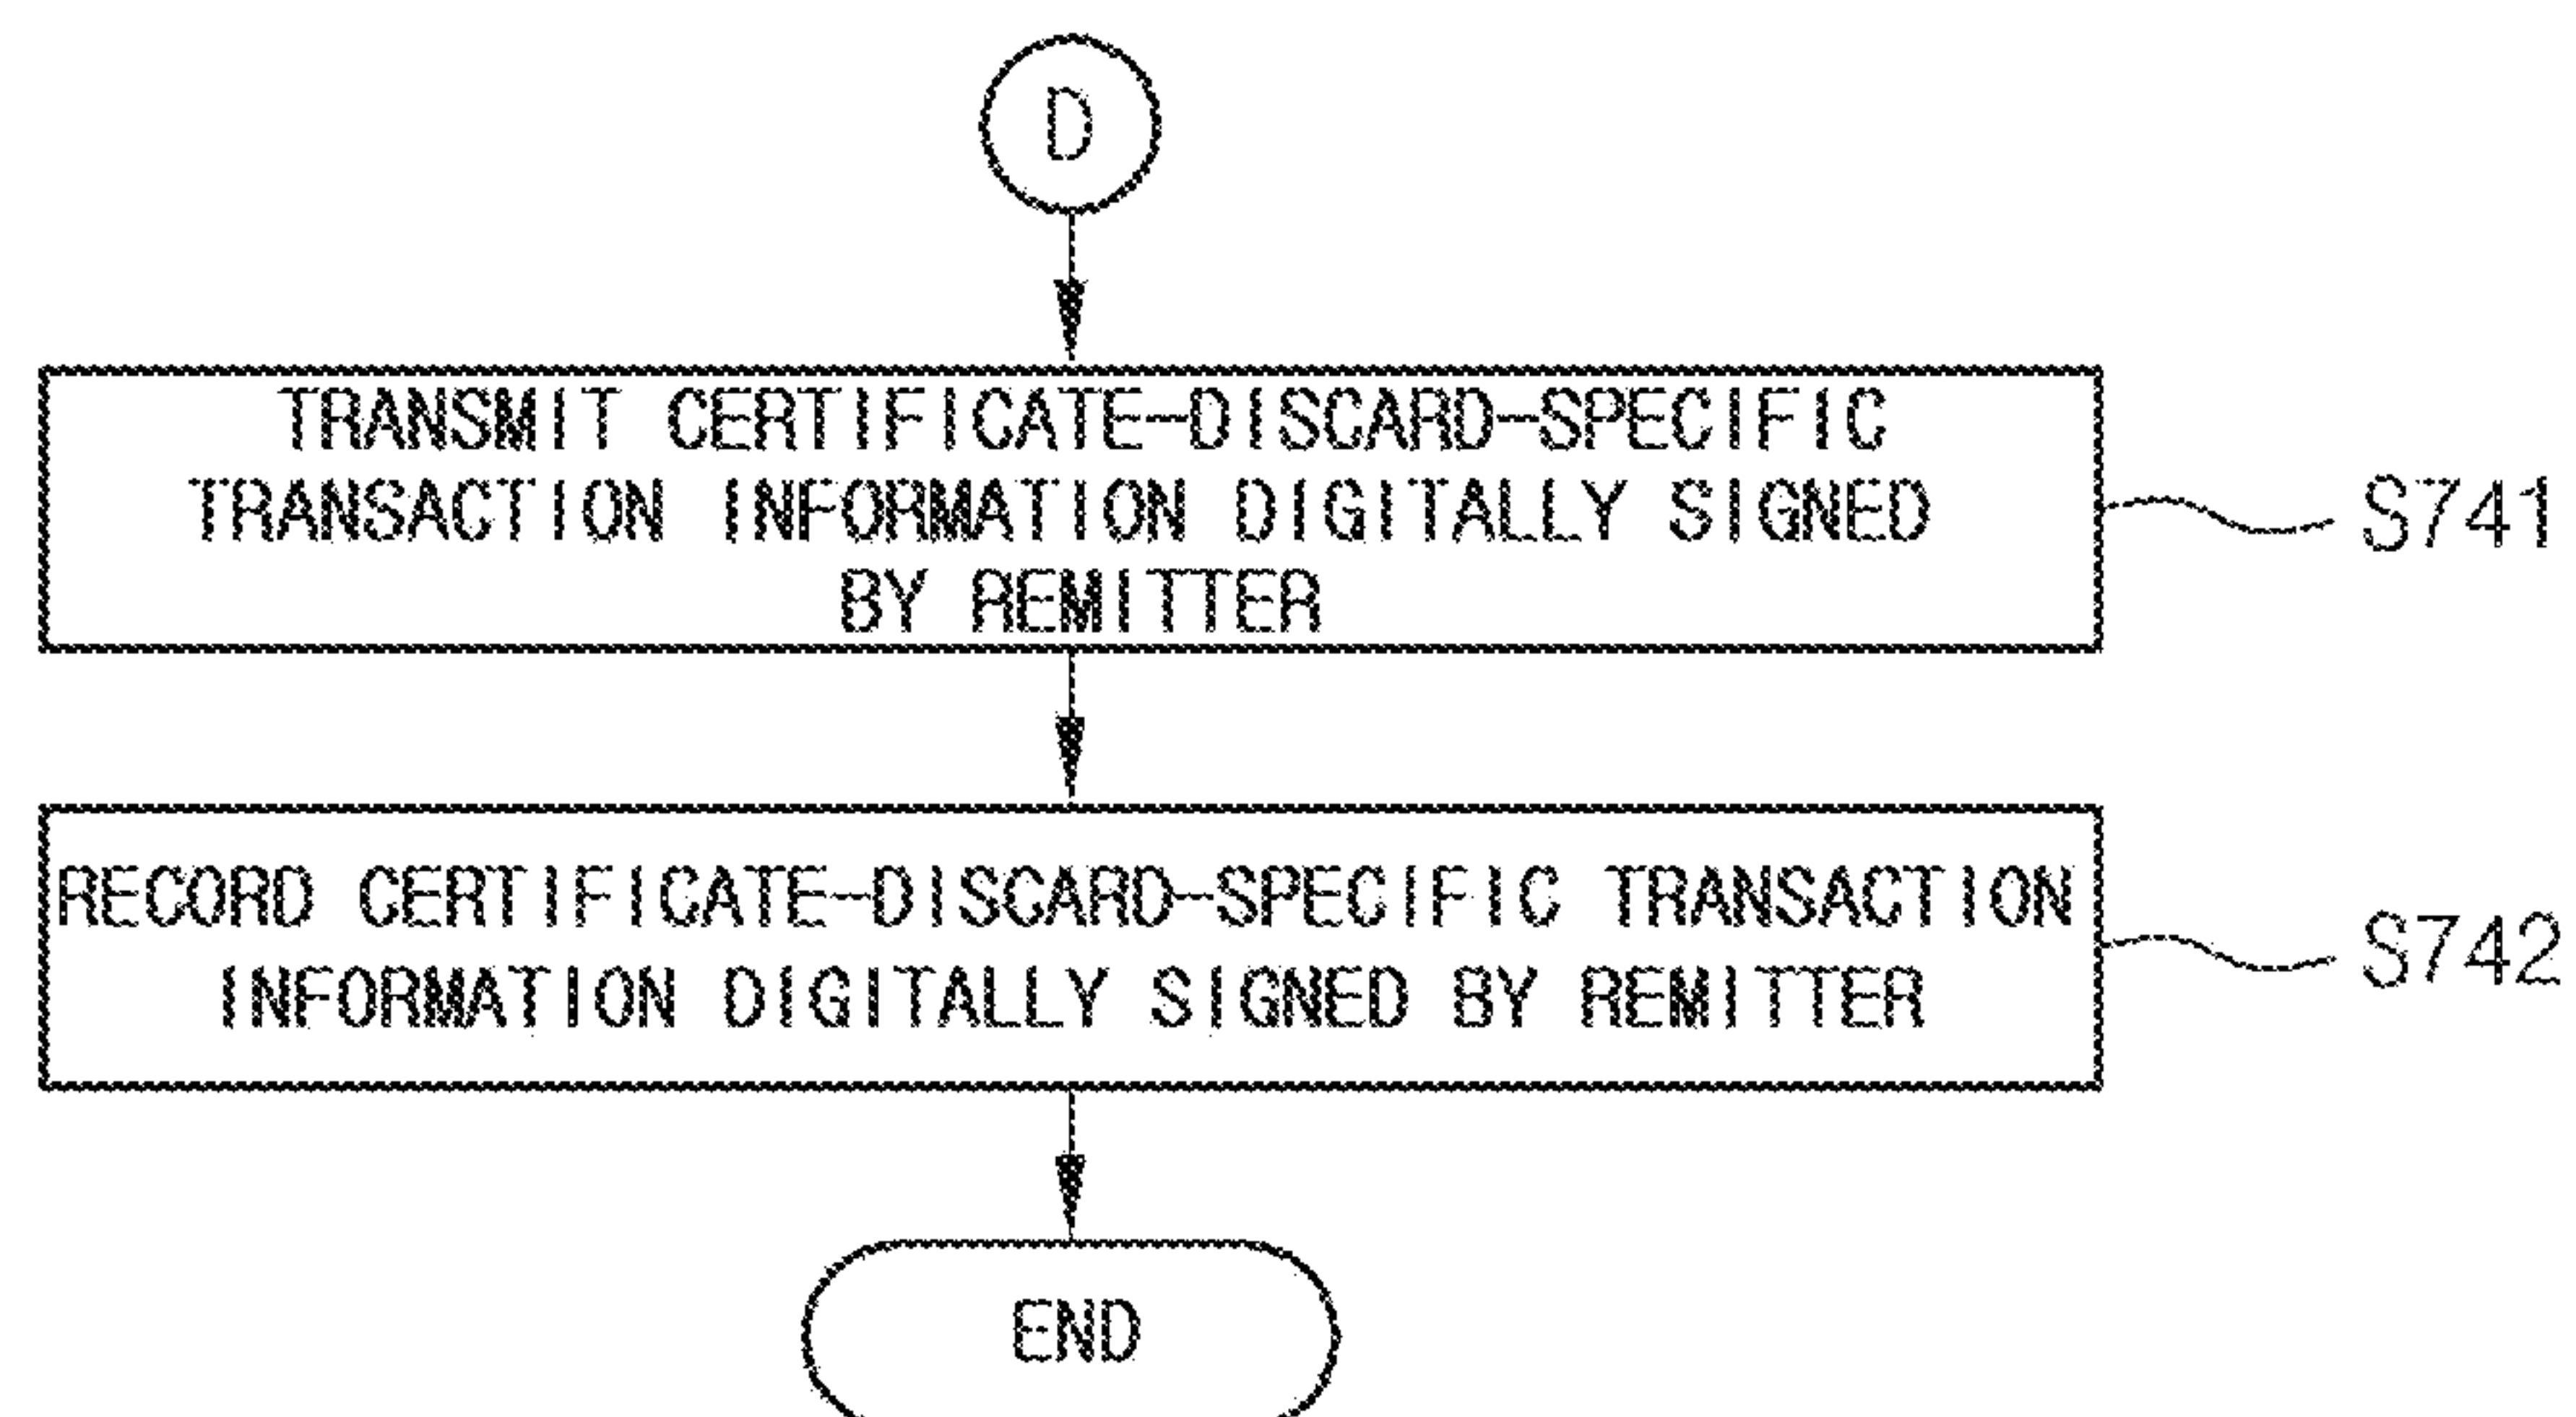 D
TRANSMIT CERTIFICATE-DISCARD-SPECIFIC
TRANSACTION INFORMATION DIGITALLY SIGNED
BY REMITTER
S741
RECORD CERTIFICATE-DISCARD-SPECIFIC TRANSACTION
INFORMATION DIGITALLY SIGNED BY REMITTER
S742
END